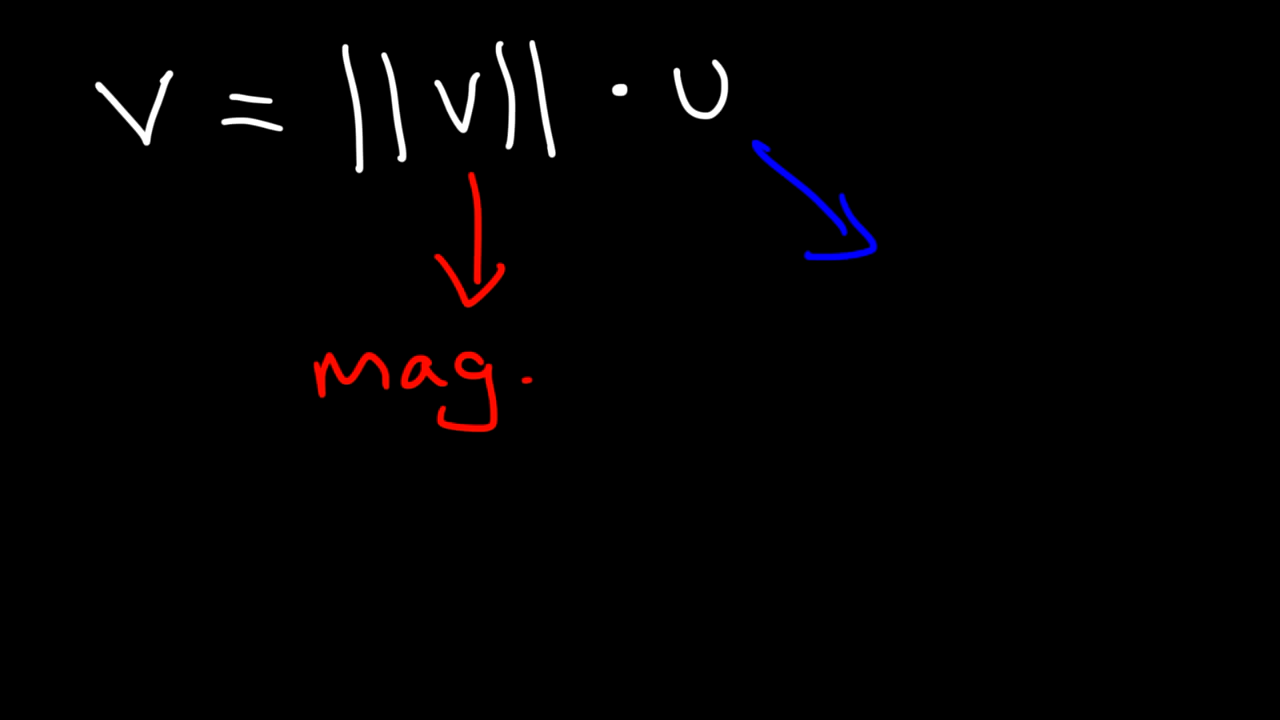 V = ||v|| · u
mag.